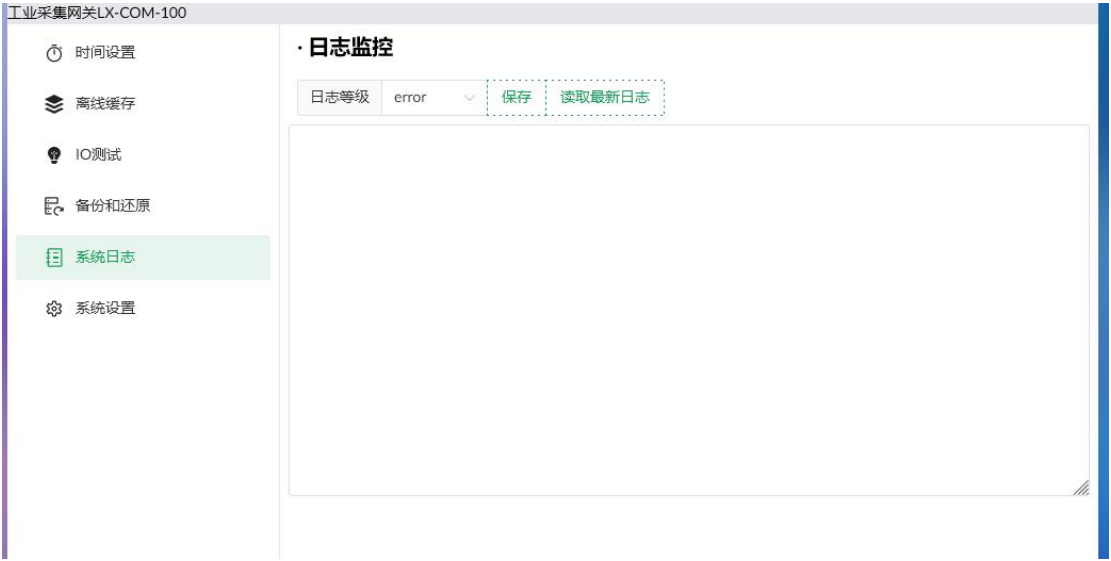 工业采集网关LX-COM-100
时间设置
离线缓存
IO测试
备份和还原
系统日志
系统设置
· 日志监控
日志等级 error 保存 读取最新日志